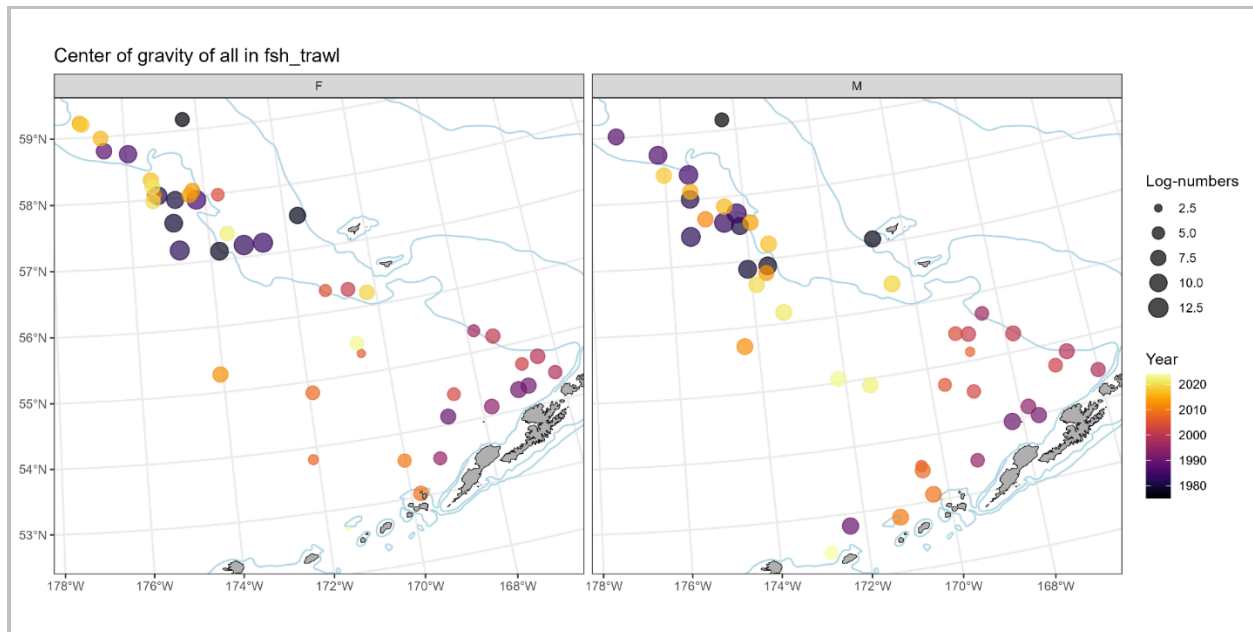 Center of gravity of all in fsh_trawl
F
M
59°N
58°N
57°N
56°N
55°N
54°N
53°N
178°W 176°W 174°W 172°W 170°W 168°W
178°W 176°W 174°W 172°W 170°W 168°W
Log-numbers
2.5
5.0
7.5
10.0
12.5
Year
2020
2010
2000
1990
1980